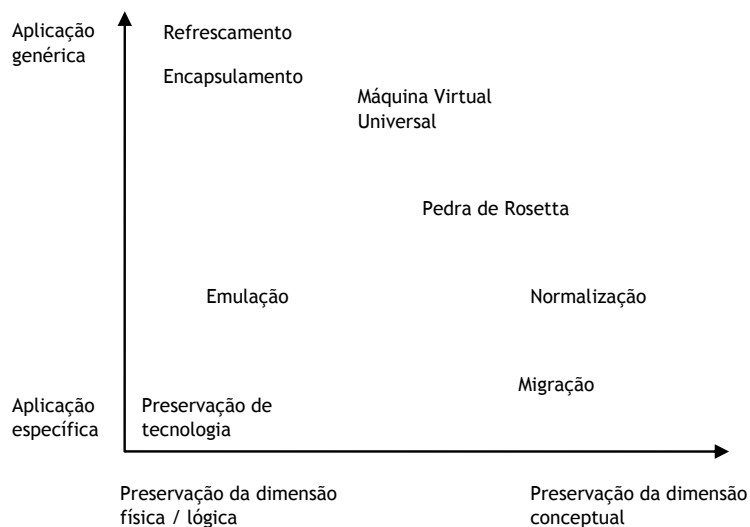 Aplicação
genérica
Refrescamento
Encapsulamento
Máquina Virtual
Universal
Pedra de Rosetta
Emulação
Normalização
Migração
Aplicação
específica
Preservação de
tecnologia
Preservação da dimensão
física / lógica
Preservação da dimensão
conceptual